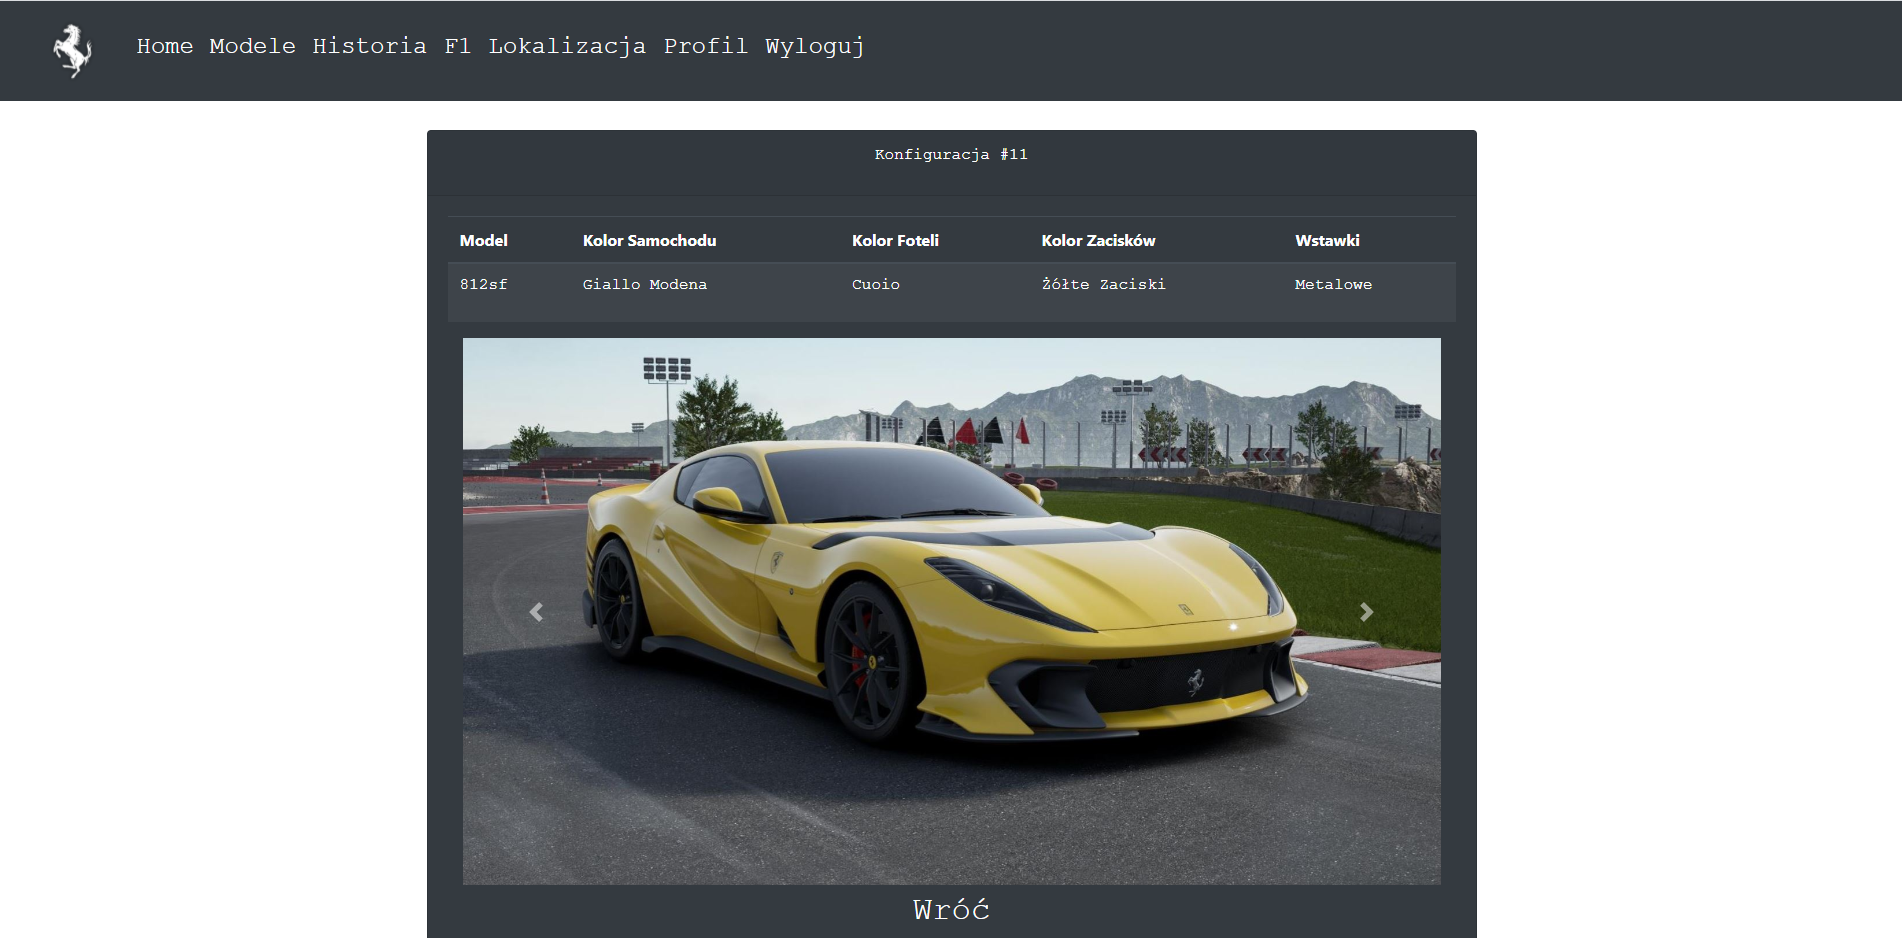 Home Modele Historia F1 Lokalizacja Profil Wyloguj
Konfiguracja #11
Model Kolor Samochodu Kolor Foteli Kolor Zacisków Wstawki
812sf Giallo Modena Cuoio Żółte Zaciski Metalowe
Wróć